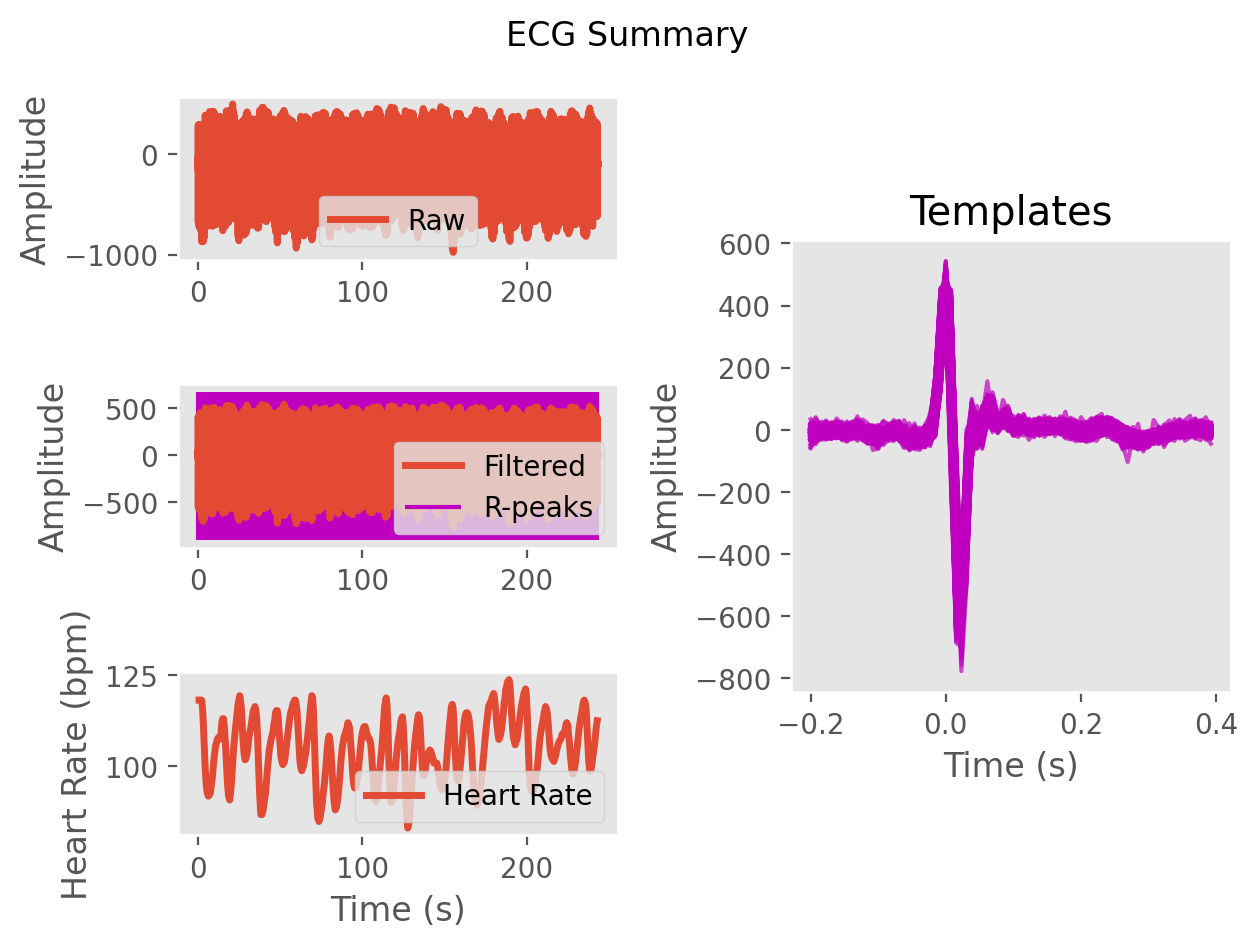 ECG Summary
Amplitude
0
−1000
Raw
0 100 200
Amplitude
500
0
−500
Filtered
R-peaks
0 100 200
Heart Rate (bpm)
125
100
Heart Rate
0 100 200
Time (s)
Templates
Amplitude
600
400
200
0
−200
−400
−600
−800
−0.2 0.0 0.2 0.4
Time (s)